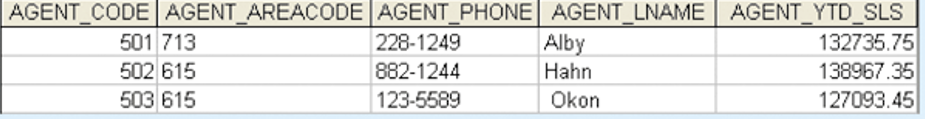 AGENT_CODE AGENT_AREACODE AGENT_PHONE AGENT_LNAME AGENT_YTD_SLS
501 713 228-1249 Alby 132735.75
502 615 882-1244 Hahn 138967.35
503 615 123-5589 Okon 127093.45